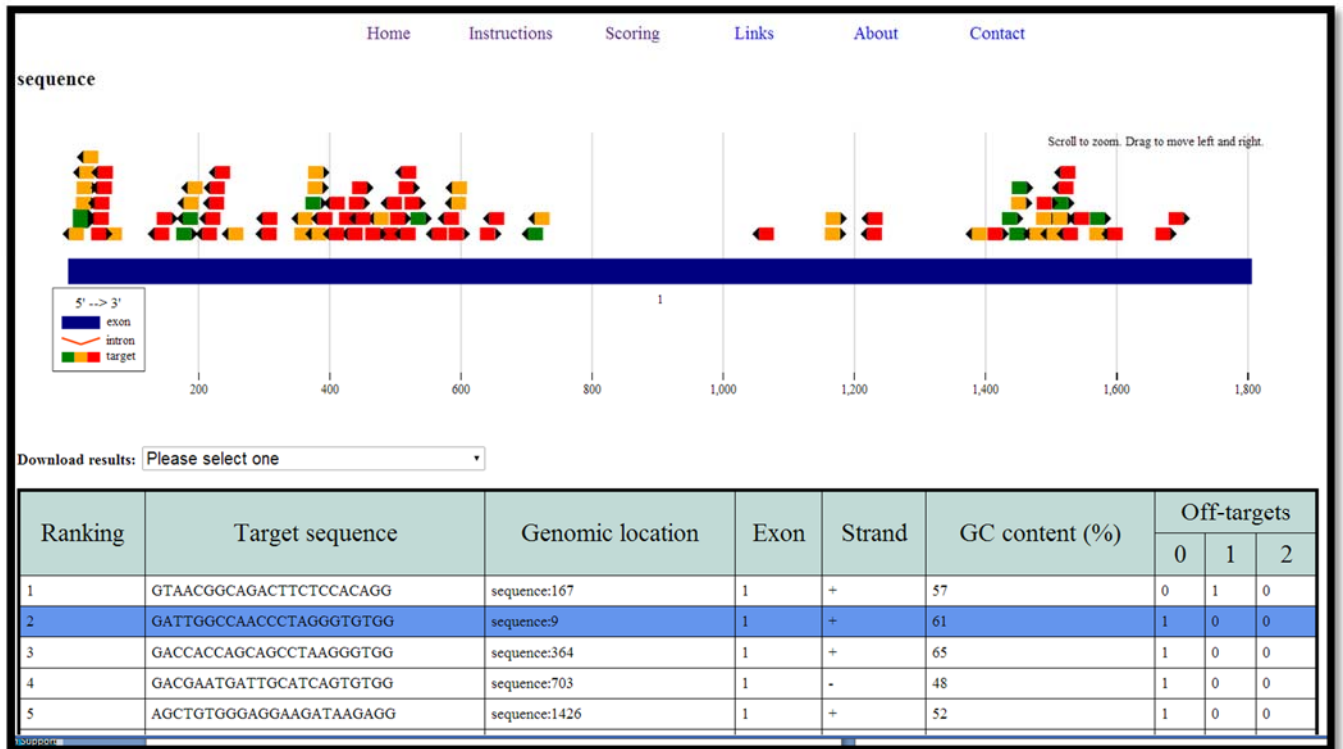 Home Instructions Scoring Links About Contact
sequence
Scroll to zoom. Drag to move left and right.
1
5' --> 3'
exon
intron
target
200 400 600 800 1,000 1,200 1,400 1,600 1,800
Download results: Please select one
Ranking Target sequence Genomic location Exon Strand GC content (%) Off-targets
0 1 2
1 GTAACGGCAGACTTCTCCACAGG sequence:167 1 + 57 0 1 0
2 GATTGGCCAACCCTAGGGTGTGG sequence:9 1 + 61 1 0 0
3 GACCACCAGCAGCCTAAGGGTGG sequence:364 1 + 65 1 0 0
4 GACGAATGATTGCATCAGTGTGG sequence:703 1 - 48 1 0 0
5 AGCTGTGGGAGGAAGATAAGAGG sequence:1426 1 + 52 1 0 0
Support